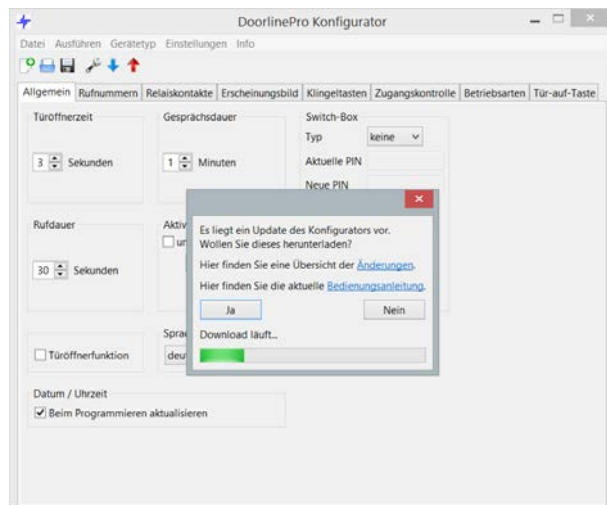 DoorlinePro Konfigurator
Datei Ausführen Gerätetyp Einstellungen Info
Allgemein Rufnummern Relaiskontakte Erscheinungsbild Klingeltasten Zugangskontrolle Betriebsarten Tür-auf-Taste
Türöffnerzeit Gesprächsdauer Switch-Box
Typ keine
3 Sekunden 1 Minuten Aktuelle PIN
Neue PIN
Rufdauer Aktiv
30 Sekunden
Es liegt ein Update des Konfigurators vor.
Wollen Sie dieses herunterladen?
Hier finden Sie eine Übersicht der Änderungen.
Hier finden Sie die aktuelle Bedienungsanleitung.
Ja Nein
Download läuft...
Türöffnerfunktion
Datum / Uhrzeit
Beim Programmieren aktualisieren